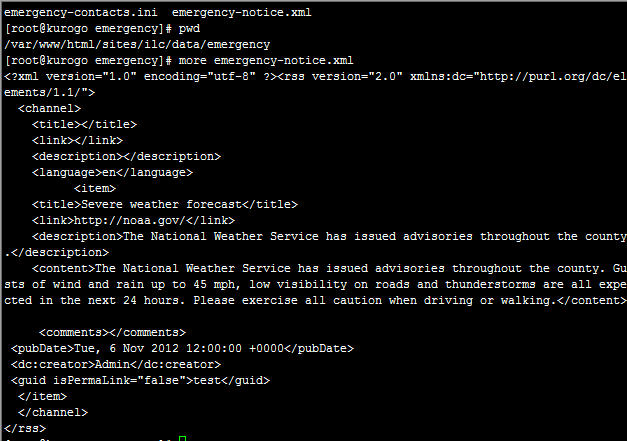 emergency-contacts.ini  emergency-notice.xml
[root@kurogo emergency]# pwd
/var/www/html/sites/ilc/data/emergency
[root@kurogo emergency]# more emergency-notice.xml
<?xml version="1.0" encoding="utf-8" ?><rss version="2.0" xmlns:dc="http://purl.org/dc/el
ements/1.1/">
  <channel>
    <title></title>
    <link></link>
    <description></description>
    <language>en</language>
          <item>
    <title>Severe weather forecast</title>
    <link>http://noaa.gov/</link>
    <description>The National Weather Service has issued advisories throughout the county
.</description>
    <content>The National Weather Service has issued advisories throughout the county. Gu
sts of wind and rain up to 45 mph, low visibility on roads and thunderstorms are all expe
cted in the next 24 hours. Please exercise all caution when driving or walking.</content>
     <comments></comments>
 <pubDate>Tue, 6 Nov 2012 12:00:00 +0000</pubDate>
 <dc:creator>Admin</dc:creator>
 <guid isPermaLink="false">test</guid>
  </item>
  </channel>
</rss>